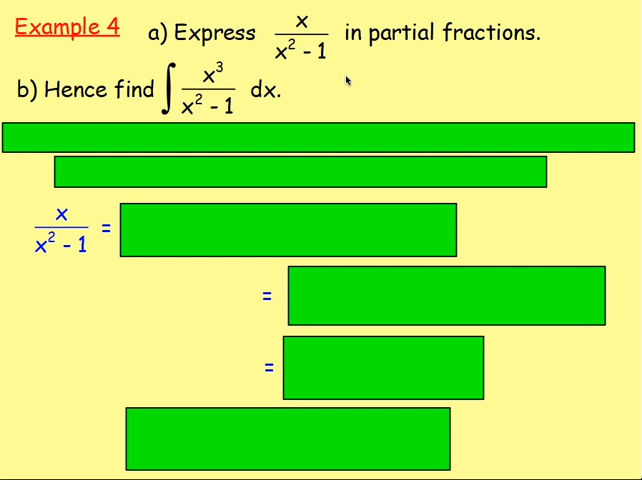 Example 4 a) Express x/(x² - 1) in partial fractions.
b) Hence find ∫ x³/(x² - 1) dx.
x/(x² - 1) =
=
=